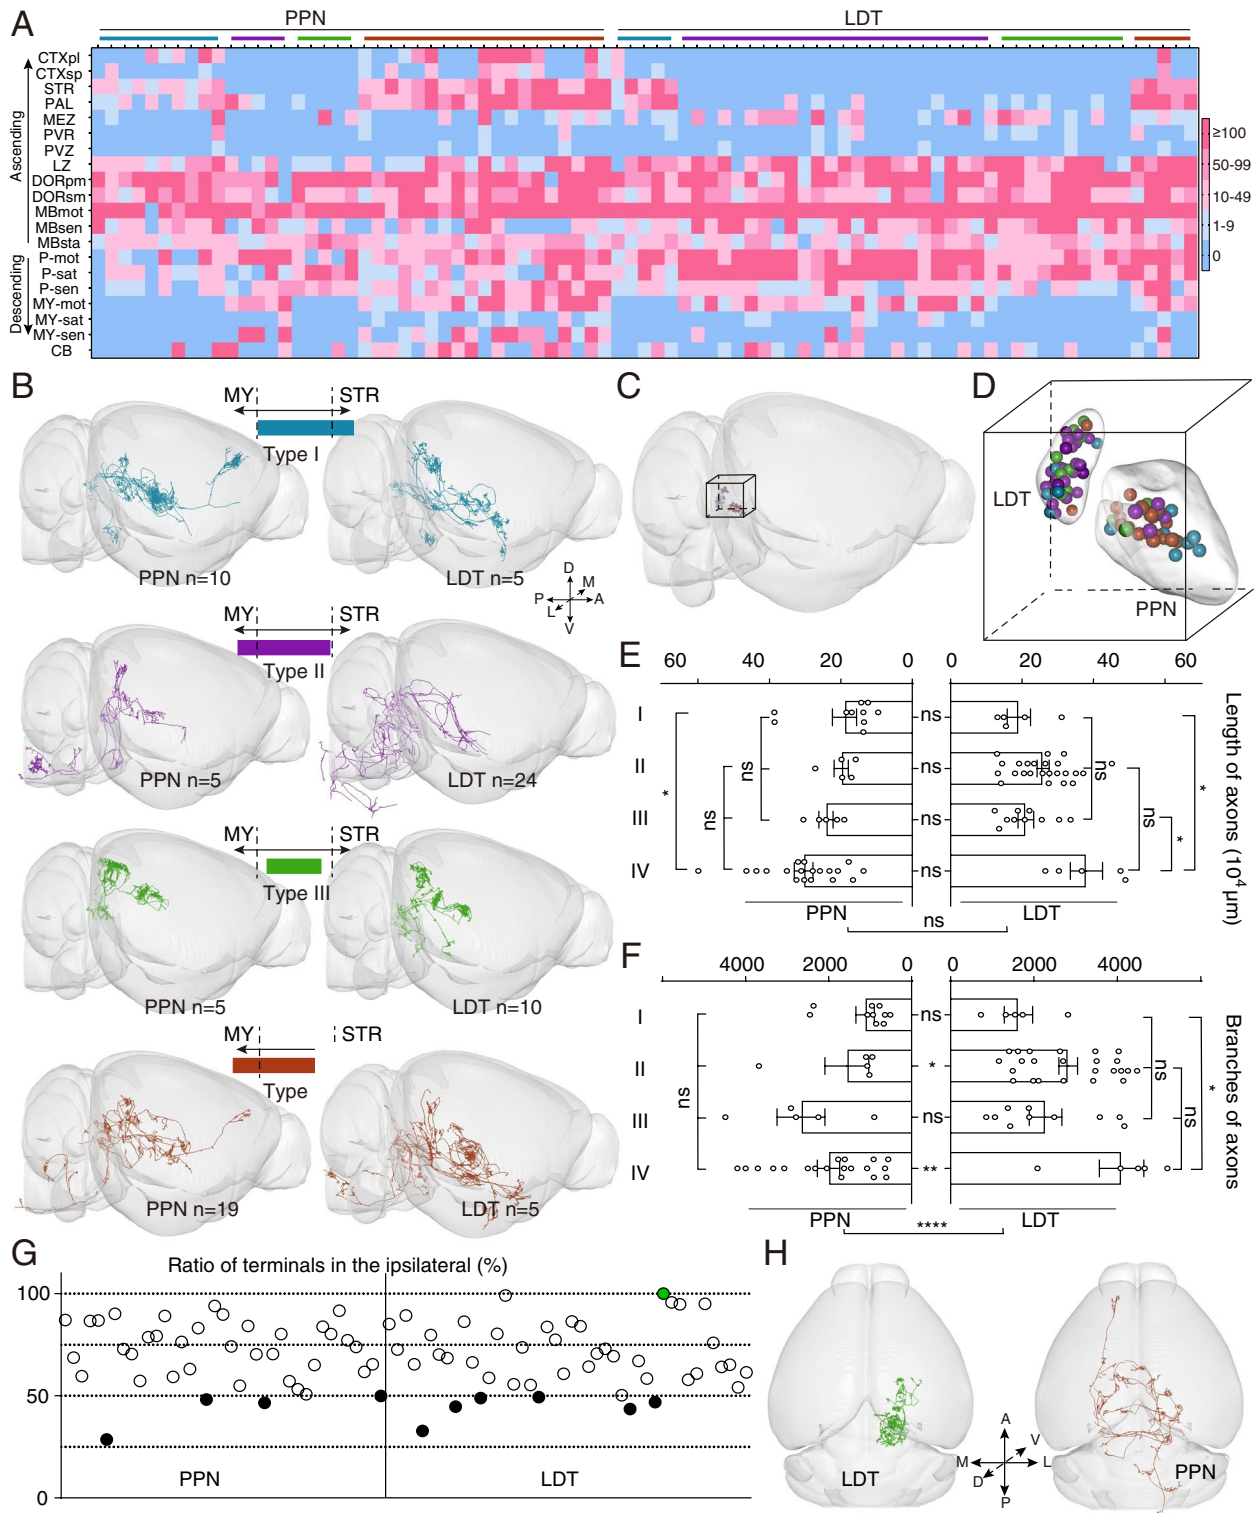 A
PPN
LDT
CTXpl
CTXsp
STR
PAL
MEZ
PVR
PVZ
LZ
DORpm
DORsm
MBmot
MBsen
MBsta
P-mot
P-sat
P-sen
MY-mot
MY-sat
MY-sen
CB
Ascending
Descending
≥100
50-99
10-49
1-9
0
B
MY
STR
Type I
PPN n=10
LDT n=5
D
M
P
A
L
V
MY
STR
Type II
PPN n=5
LDT n=24
MY
STR
Type III
PPN n=5
LDT n=10
MY
STR
Type
PPN n=19
LDT n=5
C
D
LDT
PPN
E
60
40
20
0
0
20
40
60
I
II
III
IV
ns
ns
ns
ns
*
ns
ns
ns
ns
*
*
PPN
LDT
ns
Length of axons (10⁴ μm)
F
4000
2000
0
0
2000
4000
I
II
III
IV
ns
*
ns
**
ns
ns
ns
*
PPN
LDT
****
Branches of axons
G
Ratio of terminals in the ipsilateral (%)
100
50
0
PPN
LDT
H
LDT
PPN
A
V
M
L
D
P